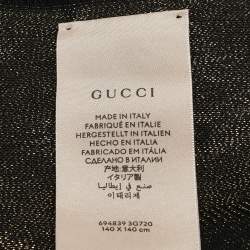 GUCCI
MADE IN ITALY
FABRIQUÉ EN ITALIE
HERGESTELLT IN ITALIEN
HECHO EN ITALIA
FABRICADO EM ITÁLIA
СДЕЛАНО В ИТАЛИИ
产地:意大利
イタリア製
صنع في إيطاليا
이태리제
694839 3G720
140 X 140 cm